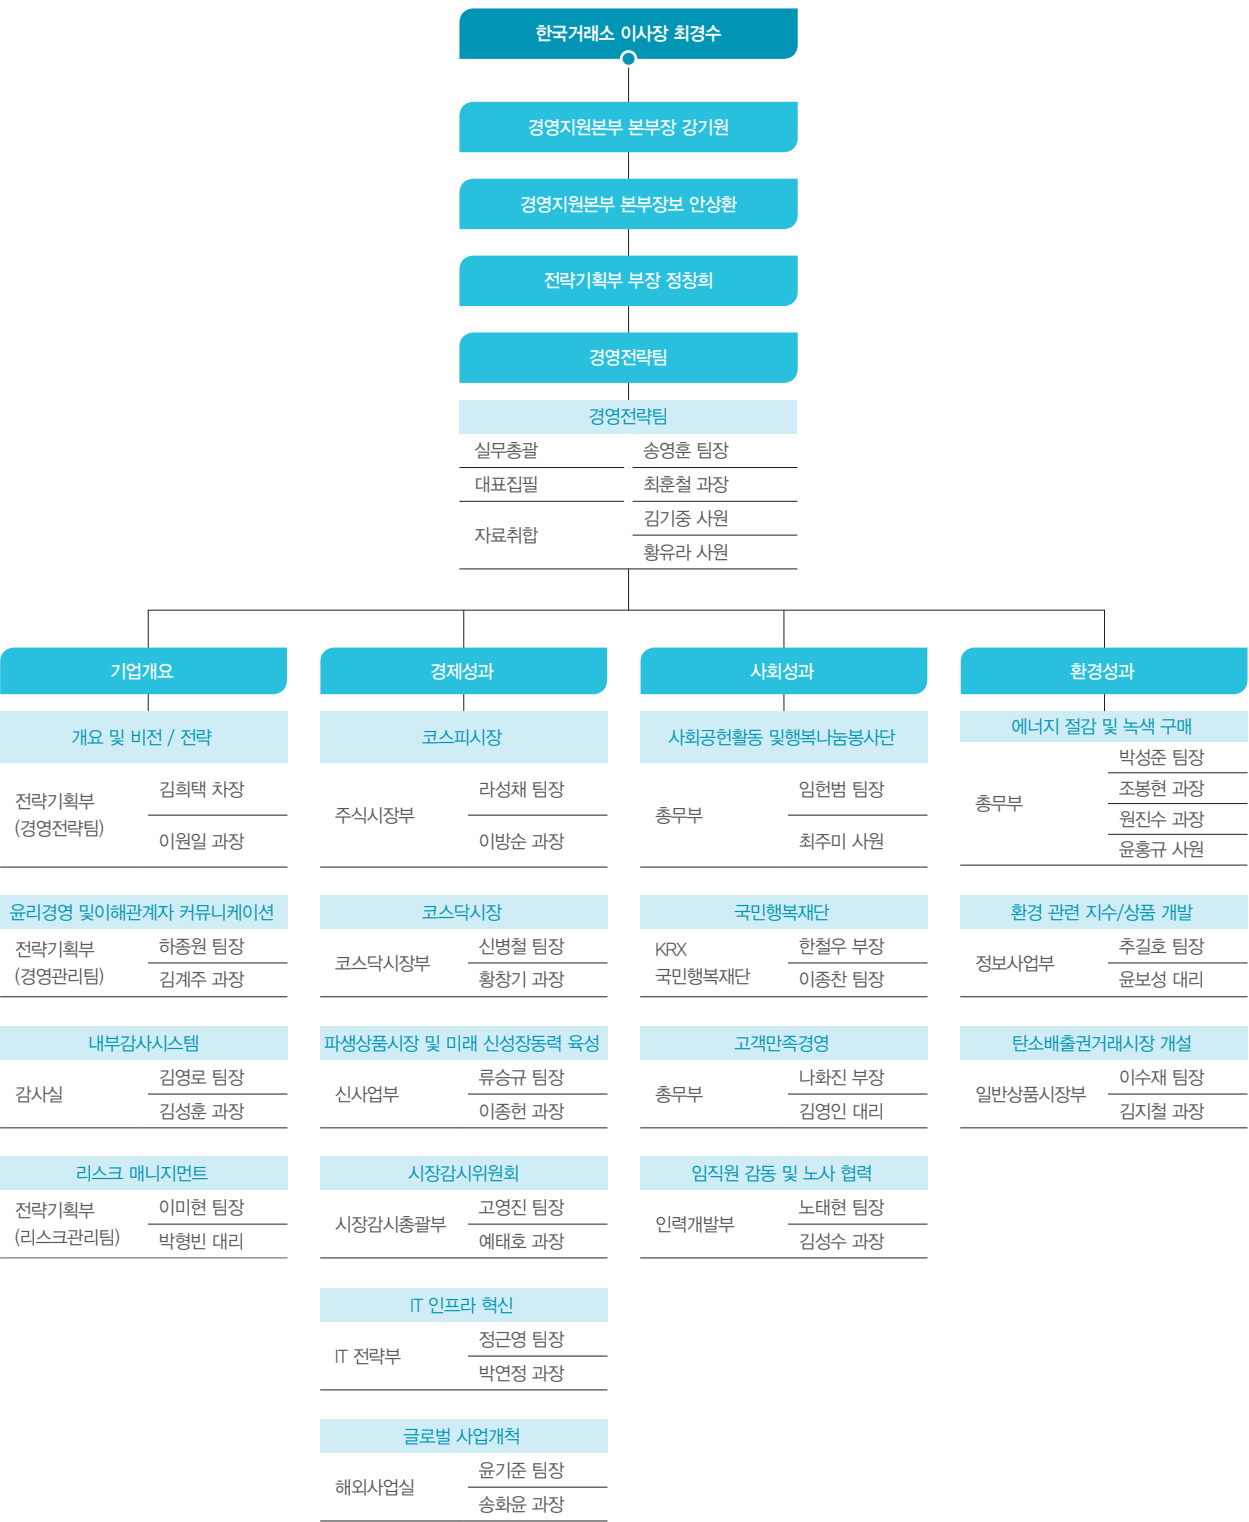 한국거래소 이사장 최경수
경영지원본부 본부장 강기원
경영지원본부 본부장보 안상환
전략기획부 부장 정창희
경영전략팀
경영전략팀
실무총괄 송영훈 팀장
대표집필 최훈철 과장
자료취합
김기중 사원
황유라 사원
기업개요
개요 및 비전 / 전략
전략기획부
(경영전략팀)
김희택 차장
이원일 과장
윤리경영 및이해관계자 커뮤니케이션
전략기획부
(경영관리팀)
하종원 팀장
김계주 과장
내부감사시스템
감사실
김영로 팀장
김성훈 과장
리스크 매니지먼트
전략기획부
(리스크관리팀)
이미현 팀장
박형빈 대리
경제성과
코스피시장
주식시장부
라성채 팀장
이방순 과장
코스닥시장
코스닥시장부
신병철 팀장
황창기 과장
파생상품시장 및 미래 신성장동력 육성
신사업부
류승규 팀장
이종헌 과장
시장감시위원회
시장감시총괄부
고영진 팀장
예태호 과장
IT 인프라 혁신
IT 전략부
정근영 팀장
박연정 과장
글로벌 사업개척
해외사업실
윤기준 팀장
송화윤 과장
사회성과
사회공헌활동 및행복나눔봉사단
총무부
임헌범 팀장
최주미 사원
국민행복재단
KRX
국민행복재단
한철우 부장
이종찬 팀장
고객만족경영
총무부
나화진 부장
김영인 대리
임직원 감동 및 노사 협력
인력개발부
노태현 팀장
김성수 과장
환경성과
에너지 절감 및 녹색 구매
총무부
박성준 팀장
조봉현 과장
원진수 과장
윤홍규 사원
환경 관련 지수/상품 개발
정보사업부
추길호 팀장
윤보성 대리
탄소배출권거래시장 개설
일반상품시장부
이수재 팀장
김지철 과장